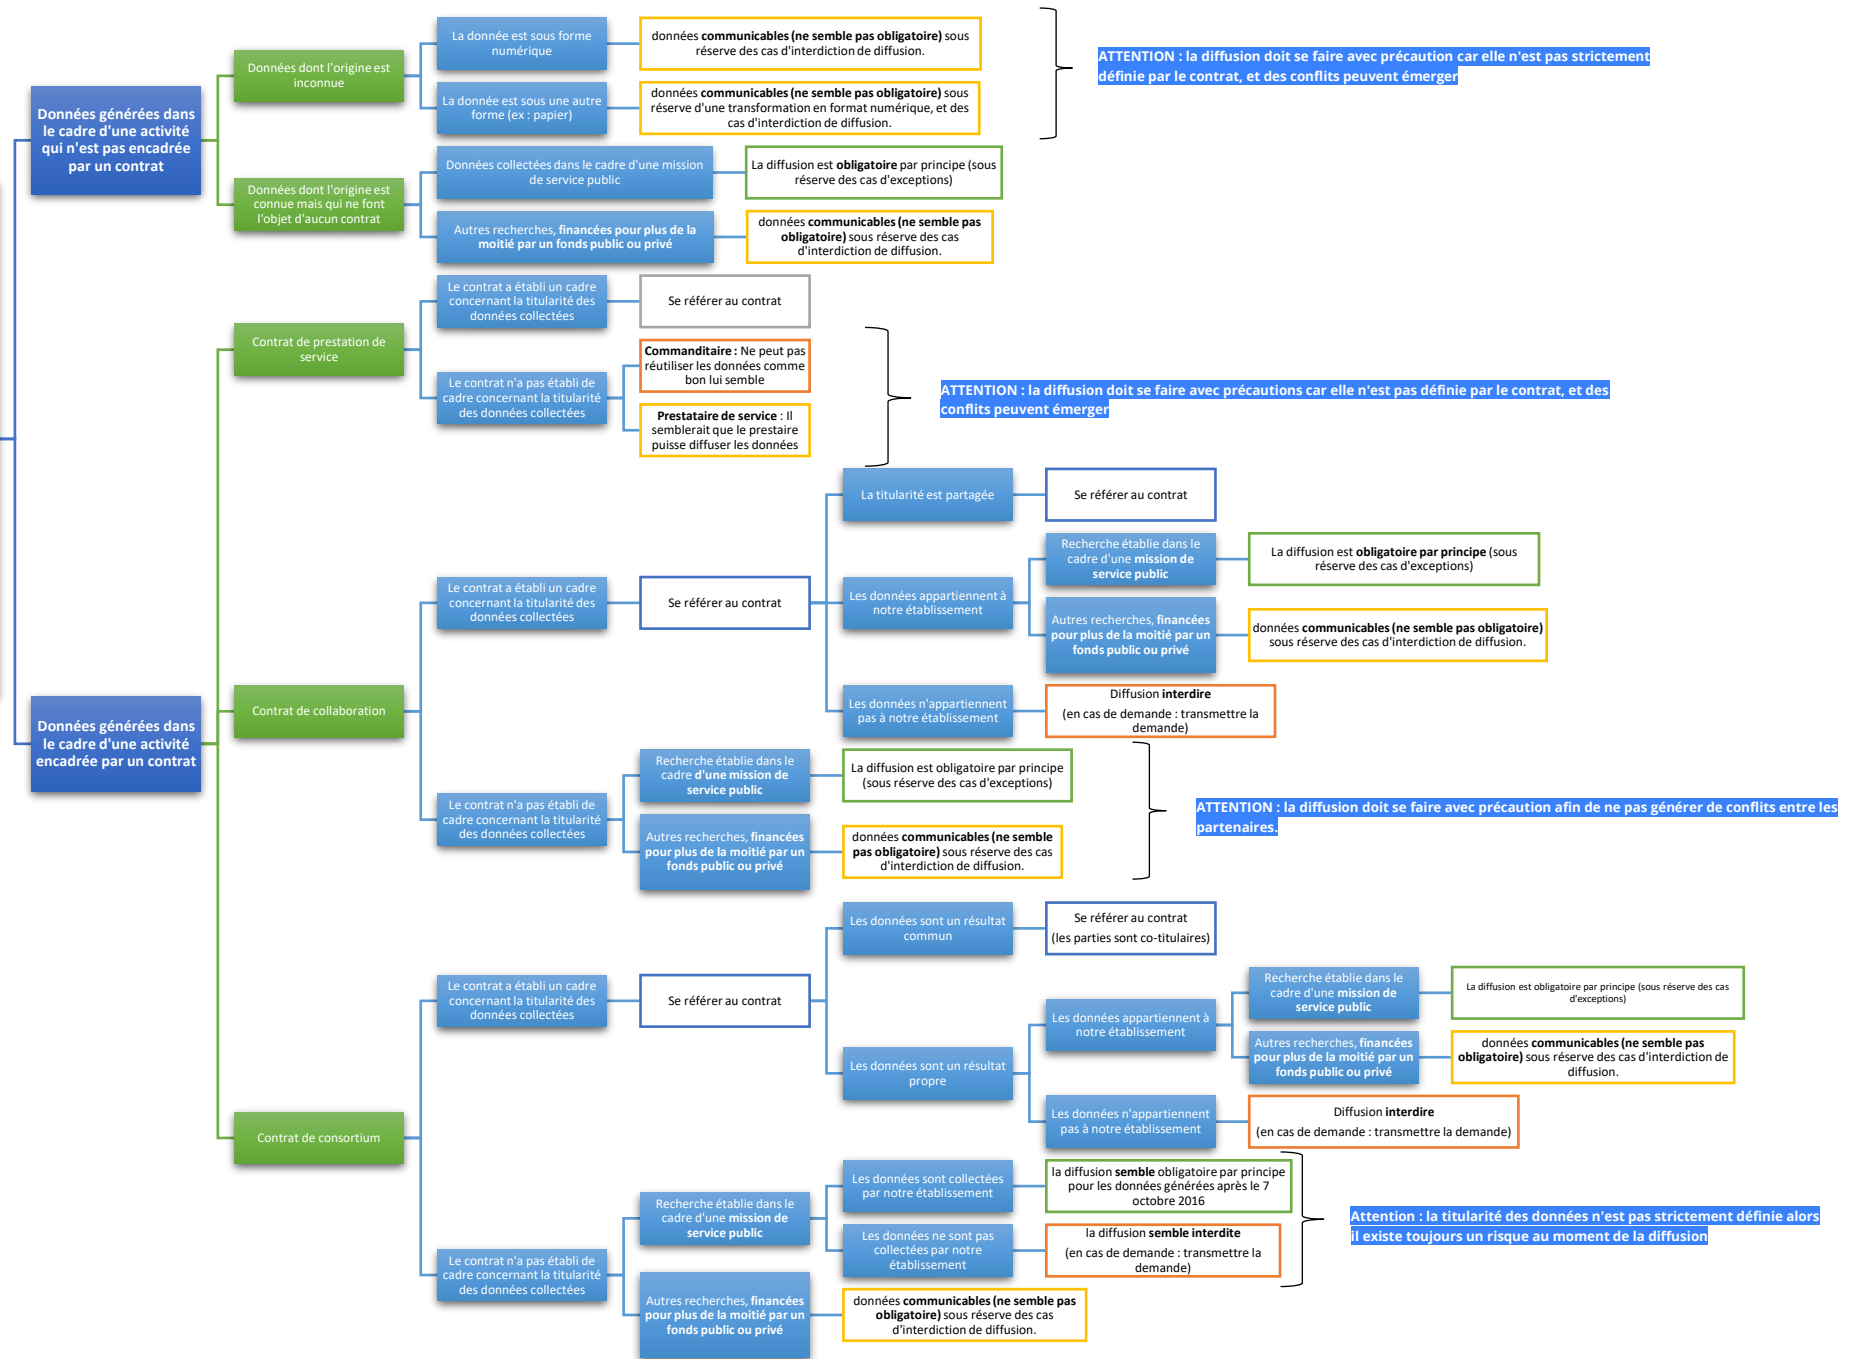 Données générées dans
le cadre d'une activité
qui n'est pas encadrée
par un contrat
Données dont l'origine est
inconnue
La donnée est sous forme
numérique
données communicables (ne semble pas obligatoire) sous
réserve des cas d'interdiction de diffusion.
La donnée est sous une autre
forme (ex : papier)
données communicables (ne semble pas obligatoire) sous
réserve d'une transformation en format numérique, et des
cas d'interdiction de diffusion.
ATTENTION : la diffusion doit se faire avec précaution car elle n'est pas strictement
définie par le contrat, et des conflits peuvent émerger
Données dont l'origine est
connue mais qui ne font
l'objet d'aucun contrat
Données collectées dans le cadre d'une mission
de service public
La diffusion est obligatoire par principe (sous
réserve des cas d'exceptions)
Autres recherches, financées pour plus de la
moitié par un fonds public ou privé
données communicables (ne semble pas
obligatoire) sous réserve des cas
d'interdiction de diffusion.
Données générées dans
le cadre d'une activité
encadrée par un contrat
Contrat de prestation de
service
Le contrat a établi un cadre
concernant la titularité des
données collectées
Se référer au contrat
Le contrat n'a pas établi de
cadre concernant la titularité
des données collectées
Commanditaire : Ne peut pas
réutiliser les données comme
bon lui semble
Prestataire de service : Il
semblerait que le prestaire
puisse diffuser les données
ATTENTION : la diffusion doit se faire avec précautions car elle n'est pas définie par le contrat, et des
conflits peuvent émerger
Contrat de collaboration
Le contrat a établi un cadre
concernant la titularité des
données collectées
Se référer au contrat
La titularité est partagée
Se référer au contrat
Les données appartiennent à
notre établissement
Recherche établie dans le
cadre d'une mission de
service public
La diffusion est obligatoire par principe (sous
réserve des cas d'exceptions)
Autres recherches, financées
pour plus de la moitié par un
fonds public ou privé
données communicables (ne semble pas obligatoire)
sous réserve des cas d'interdiction de diffusion.
Les données n'appartiennent
pas à notre établissement
Diffusion interdire
(en cas de demande : transmettre la
demande)
Le contrat n'a pas établi de
cadre concernant la titularité
des données collectées
Recherche établie dans le
cadre d'une mission de
service public
La diffusion est obligatoire par principe
(sous réserve des cas d'exceptions)
Autres recherches, financées
pour plus de la moitié par un
fonds public ou privé
données communicables (ne semble
pas obligatoire) sous réserve des cas
d'interdiction de diffusion.
ATTENTION : la diffusion doit se faire avec précaution afin de ne pas générer de conflits entre les
partenaires.
Contrat de consortium
Le contrat a établi un cadre
concernant la titularité des
données collectées
Se référer au contrat
Les données sont un résultat
commun
Se référer au contrat
(les parties sont co-titulaires)
Les données sont un résultat
propre
Les données appartiennent à
notre établissement
Recherche établie dans le
cadre d'une mission de
service public
La diffusion est obligatoire par principe (sous réserve des cas
d'exceptions)
Autres recherches, financées
pour plus de la moitié par un
fonds public ou privé
données communicables (ne semble pas
obligatoire) sous réserve des cas d'interdiction de
diffusion.
Les données n'appartiennent
pas à notre établissement
Diffusion interdire
(en cas de demande : transmettre la demande)
Le contrat n'a pas établi de
cadre concernant la titularité
des données collectées
Recherche établie dans le
cadre d'une mission de
service public
Les données sont collectées
par notre établissement
la diffusion semble obligatoire par principe
pour les données générées après le 7
octobre 2016
Les données ne sont pas
collectées par notre
établissement
la diffusion semble interdite
(en cas de demande : transmettre la
demande)
Attention : la titularité des données n'est pas strictement définie alors
il existe toujours un risque au moment de la diffusion
Autres recherches, financées
pour plus de la moitié par un
fonds public ou privé
données communicables (ne semble pas
obligatoire) sous réserve des cas
d'interdiction de diffusion.